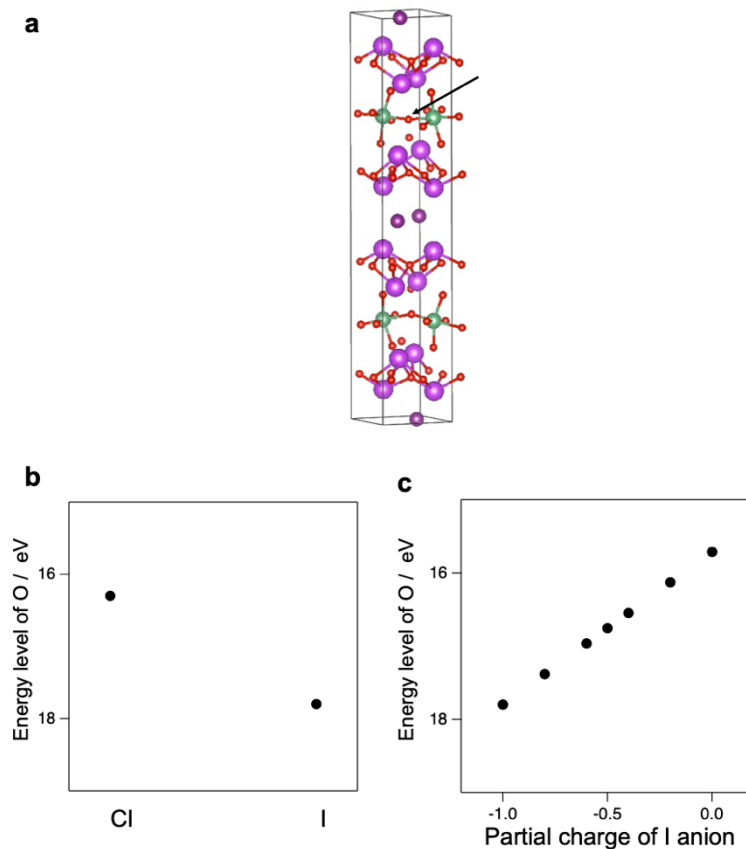 a
b
Energy level of O / eV
16
18
Cl
I
c
Energy level of O / eV
16
18
-1.0
-0.5
0.0
Partial charge of I anion